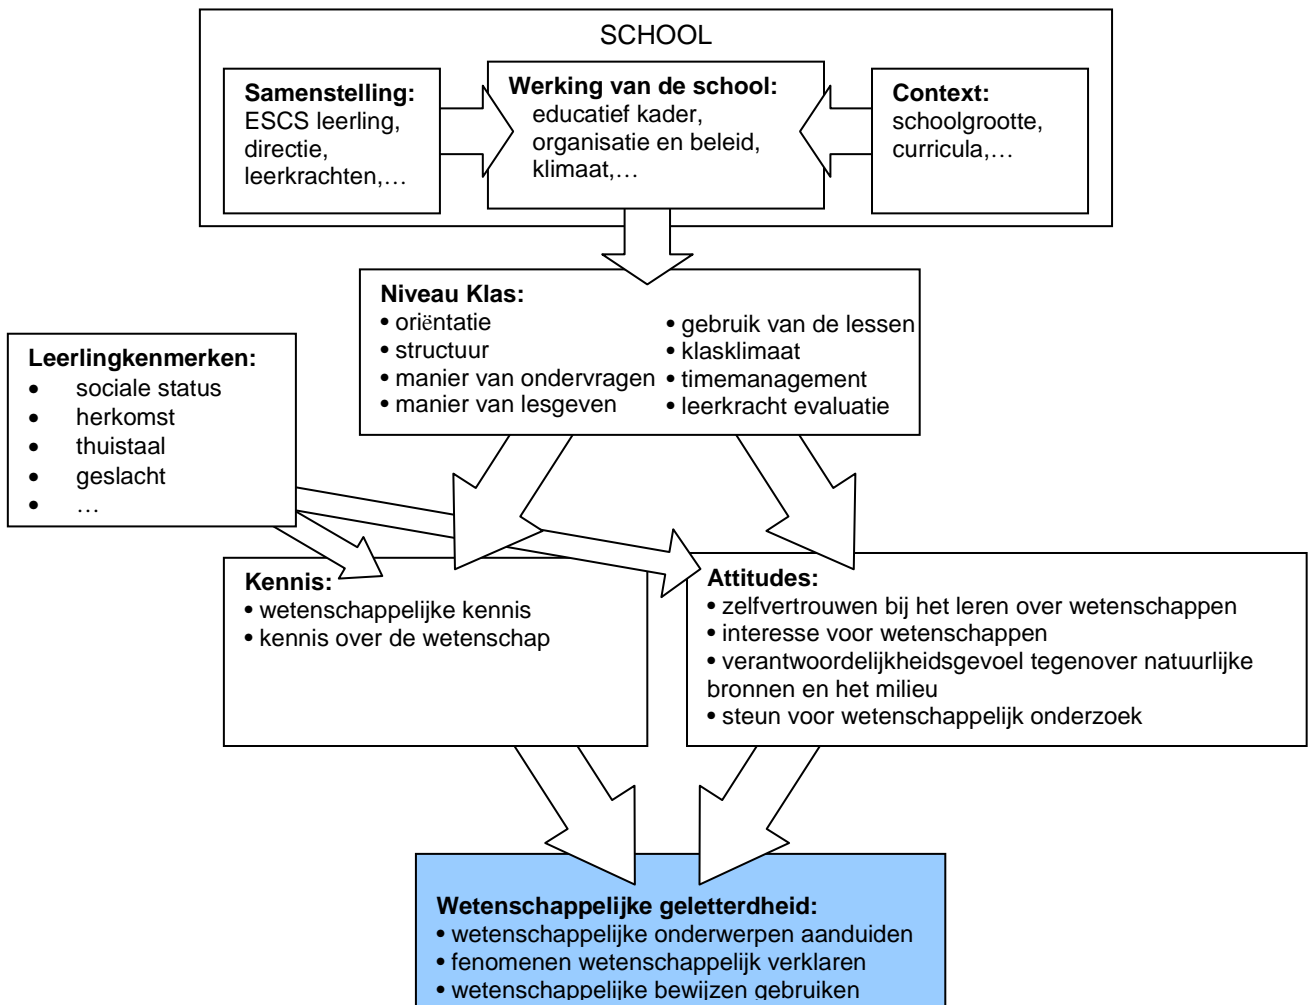 SCHOOL
Samenstelling:
ESCS leerling,
directie,
leerkrachten,…
Werking van de school:
educatief kader,
organisatie en beleid,
klimaat,…
Context:
schoolgrootte,
curricula,…
Niveau Klas:
• oriëntatie
• structuur
• manier van ondervragen
• manier van lesgeven
• gebruik van de lessen
• klasklimaat
• timemanagement
• leerkracht evaluatie
Leerlingkenmerken:
• sociale status
• herkomst
• thuistaal
• geslacht
• …
Kennis:
• wetenschappelijke kennis
• kennis over de wetenschap
Attitudes:
• zelfvertrouwen bij het leren over wetenschappen
• interesse voor wetenschappen
• verantwoordelijkheidsgevoel tegenover natuurlijke
bronnen en het milieu
• steun voor wetenschappelijk onderzoek
Wetenschappelijke geletterdheid:
• wetenschappelijke onderwerpen aanduiden
• fenomenen wetenschappelijk verklaren
• wetenschappelijke bewijzen gebruiken